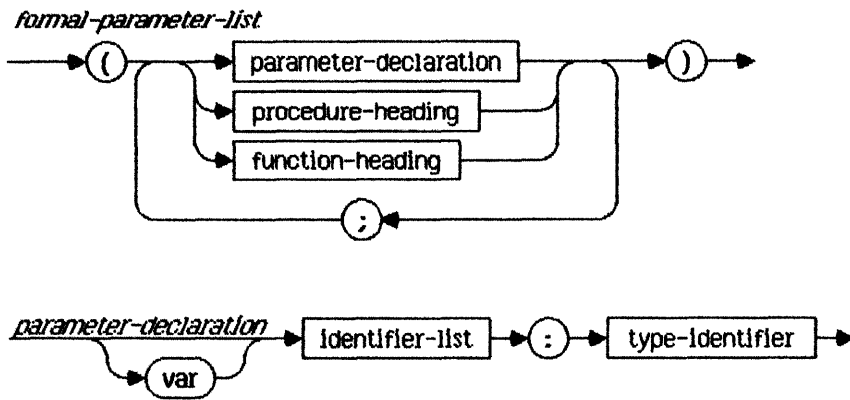 formal-parameter-list
( parameter-declaration )
procedure-heading
function-heading
;
parameter-declaration identifier-list : type-identifier
var